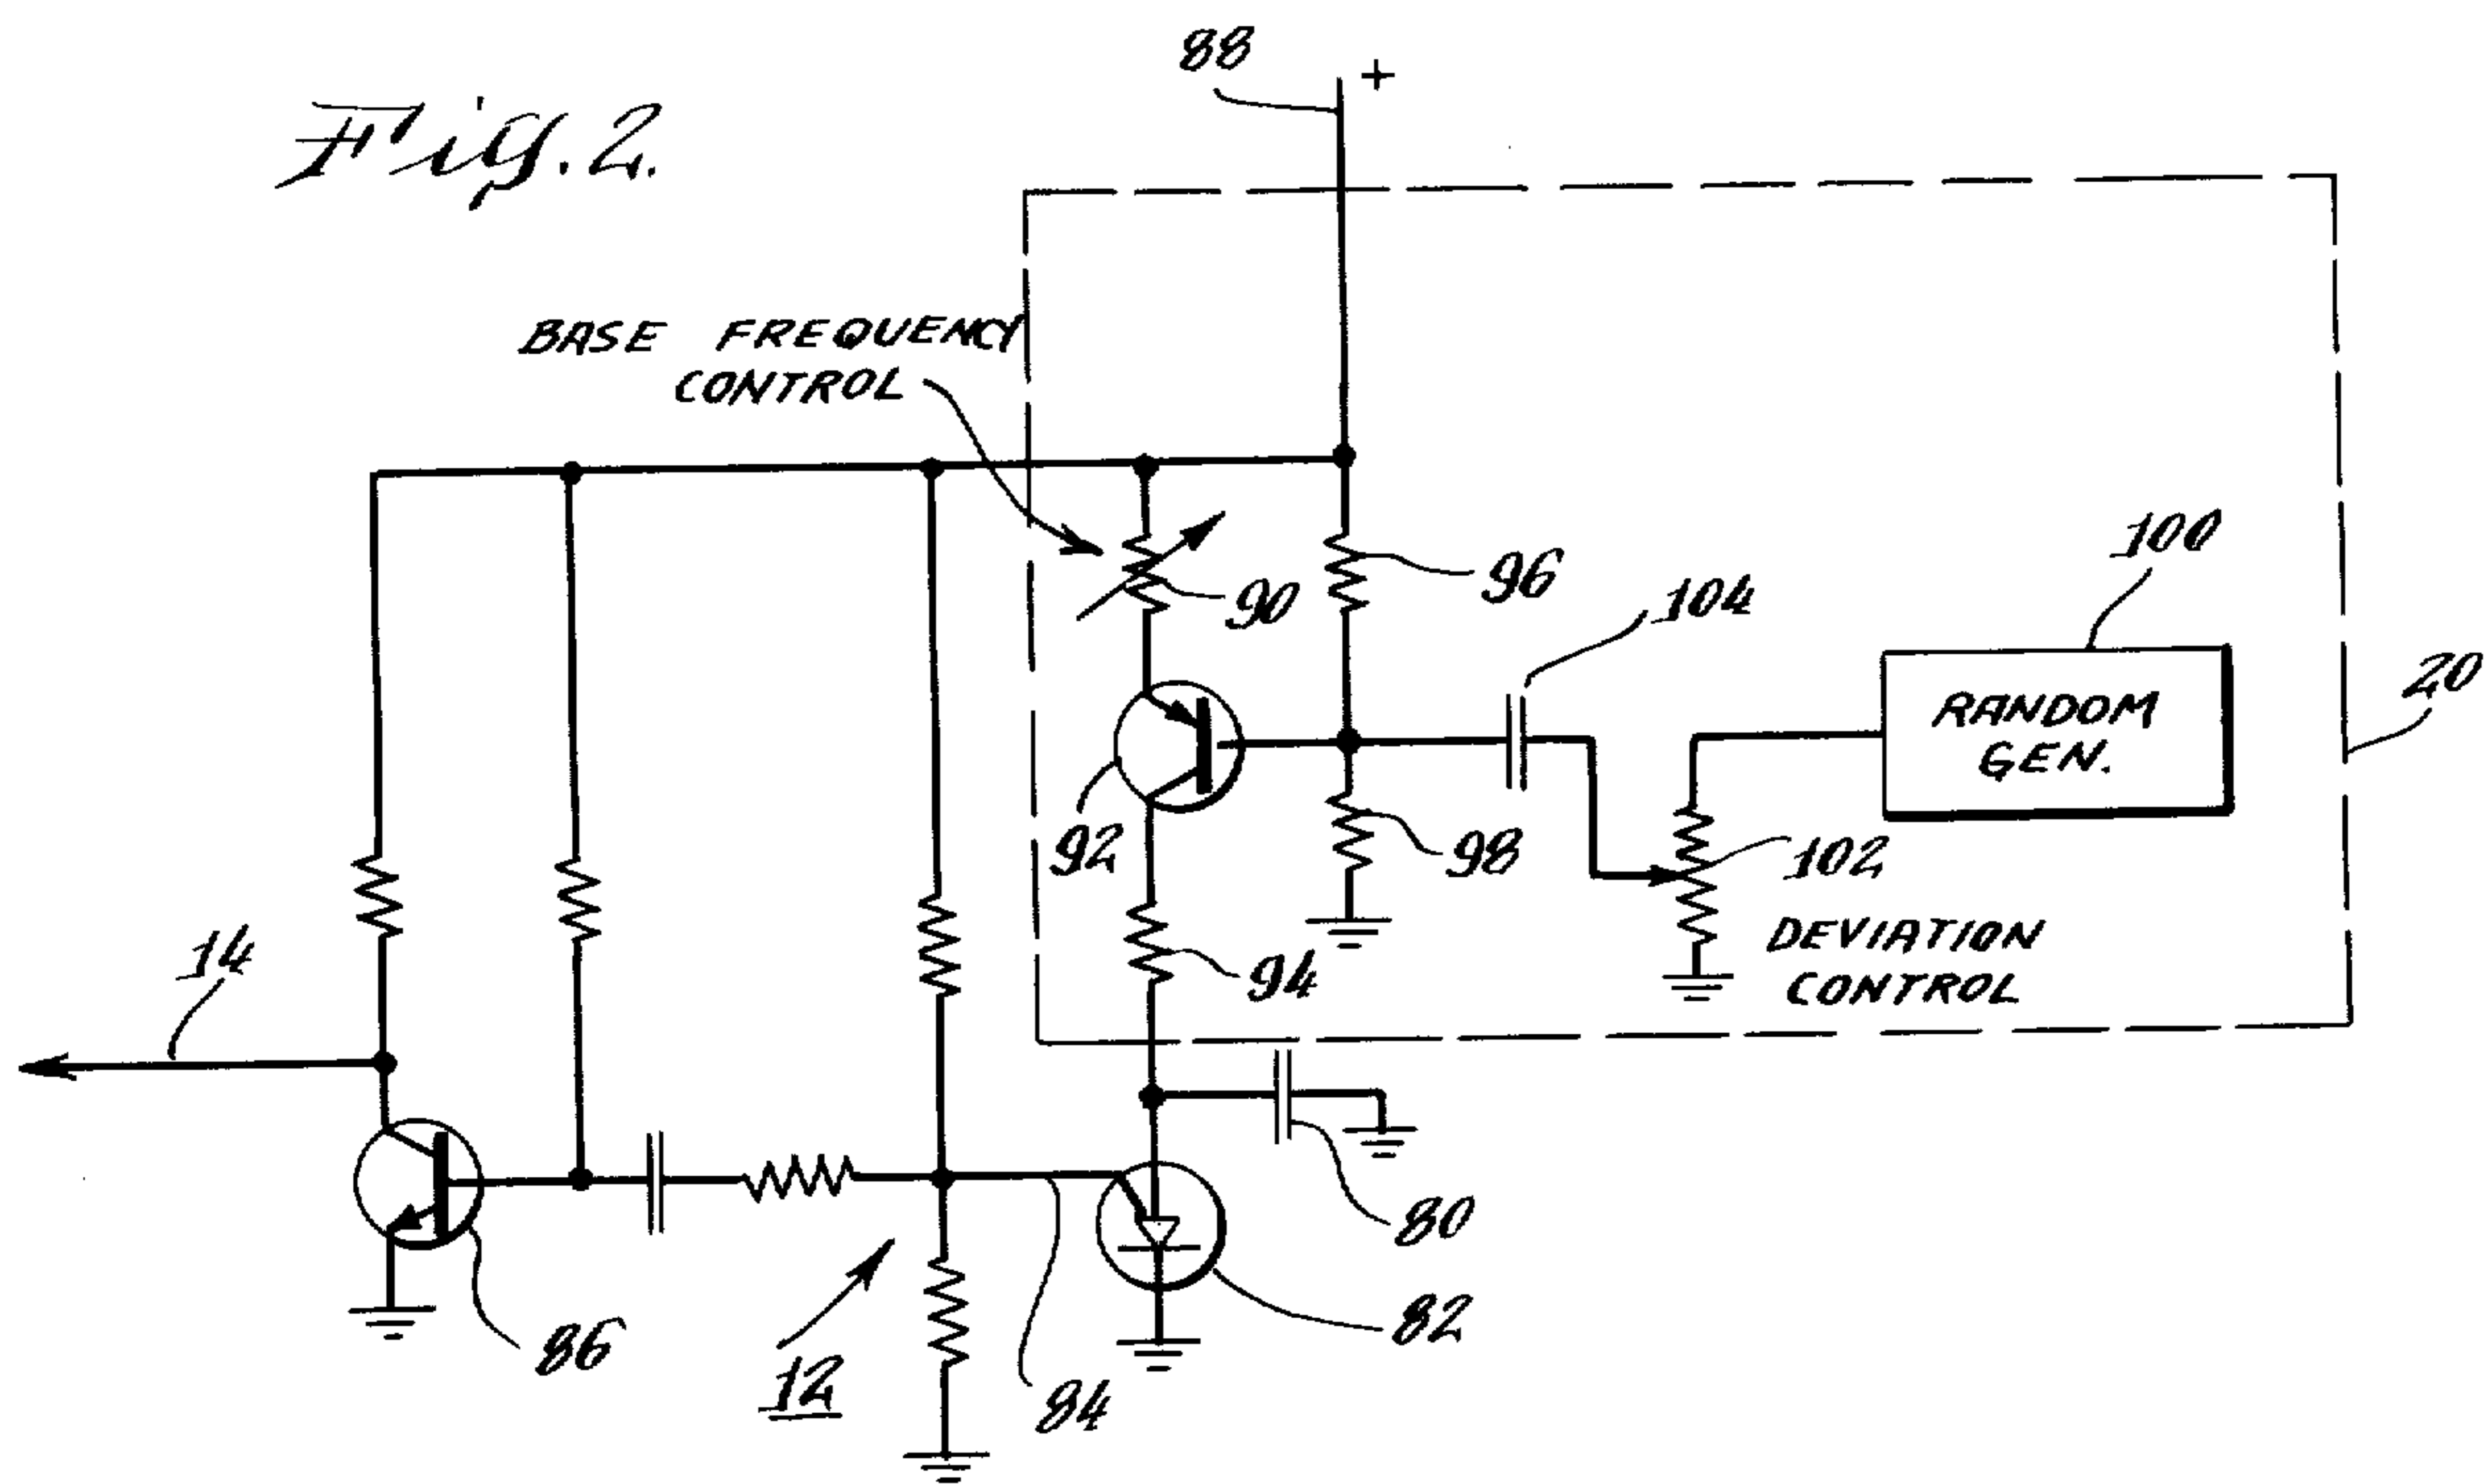 Fig. 2.
88
+
BASE FREQUENCY
CONTROL
90
96
104
100
RANDOM
GEN.
20
92
98
102
DEVIATION
CONTROL
14
94
80
82
86
12
84